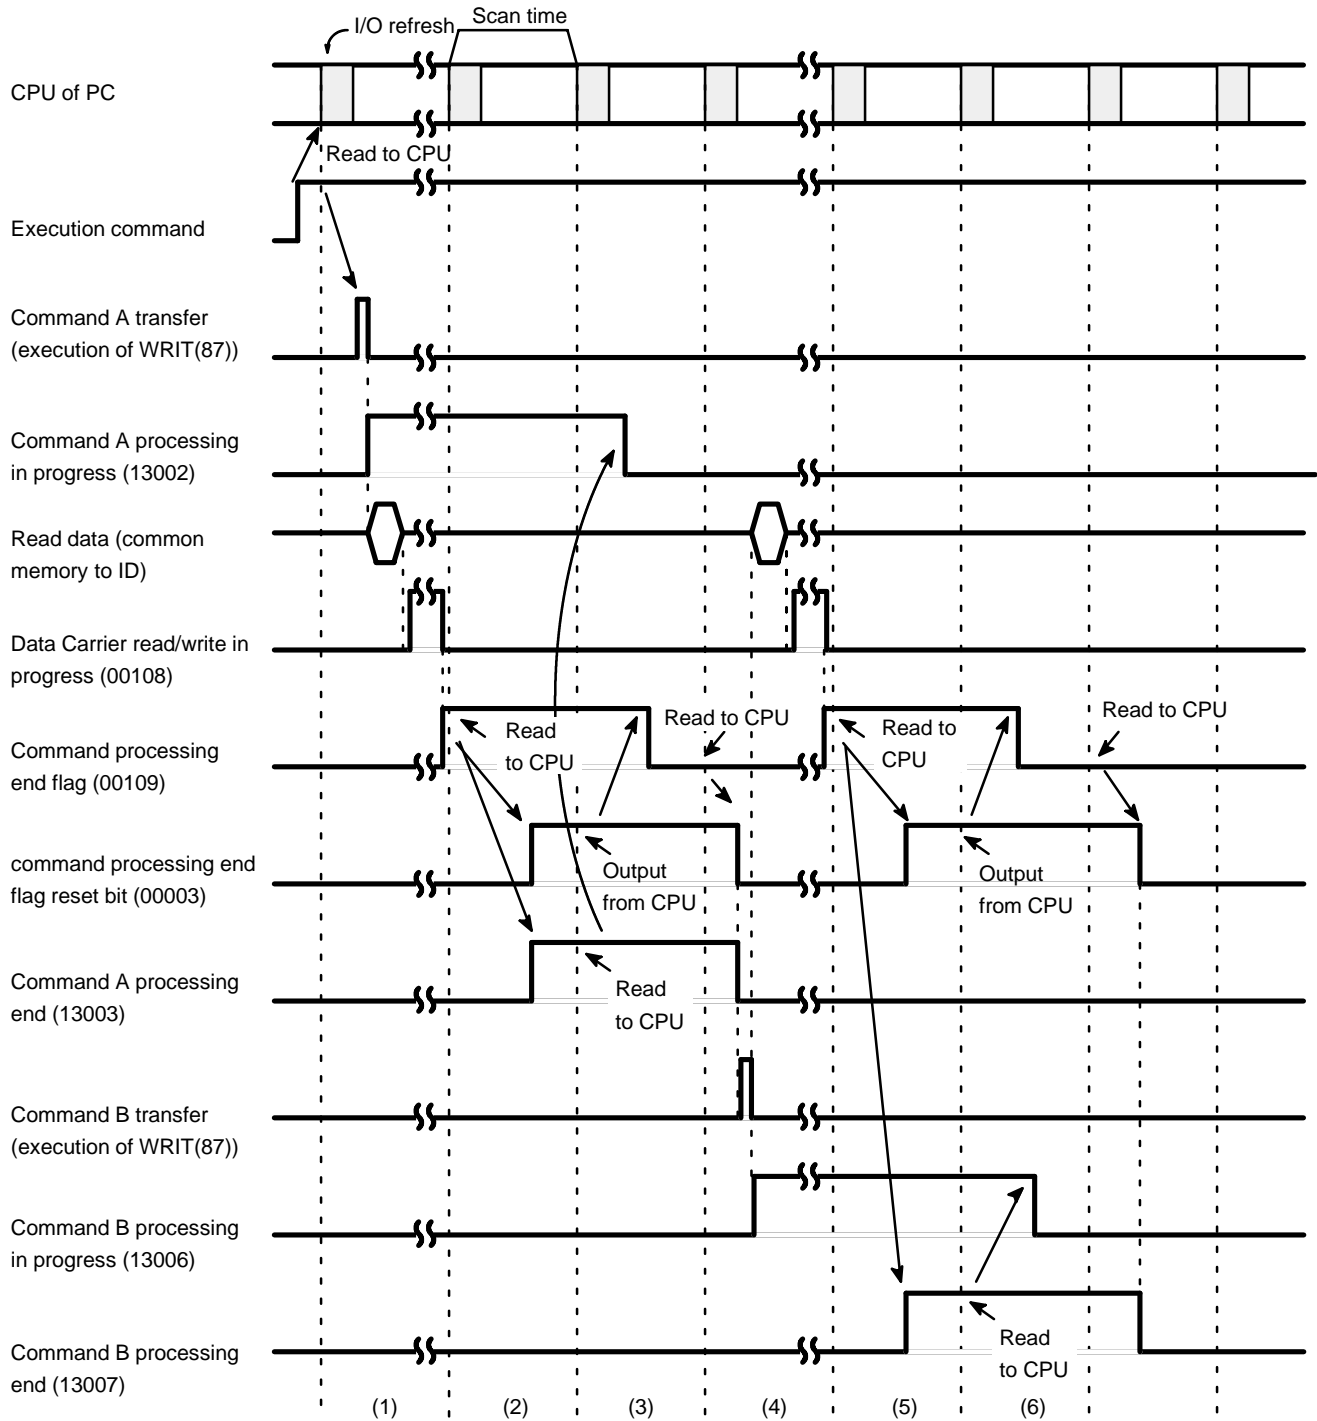 I/O refresh
Scan time
CPU of PC
Read to CPU
Execution command
Command A transfer
(execution of WRIT(87))
Command A processing
in progress (13002)
Read data (common
memory to ID)
Data Carrier read/write in
progress (00108)
Command processing
end flag (00109)
Read
to CPU
Read to CPU
Read to
CPU
Read to CPU
command processing end
flag reset bit (00003)
Output
from CPU
Output
from CPU
Command A processing
end (13003)
Read
to CPU
Command B transfer
(execution of WRIT(87))
Command B processing
in progress (13006)
Command B processing
end (13007)
Read
to CPU
(1)
(2)
(3)
(4)
(5)
(6)